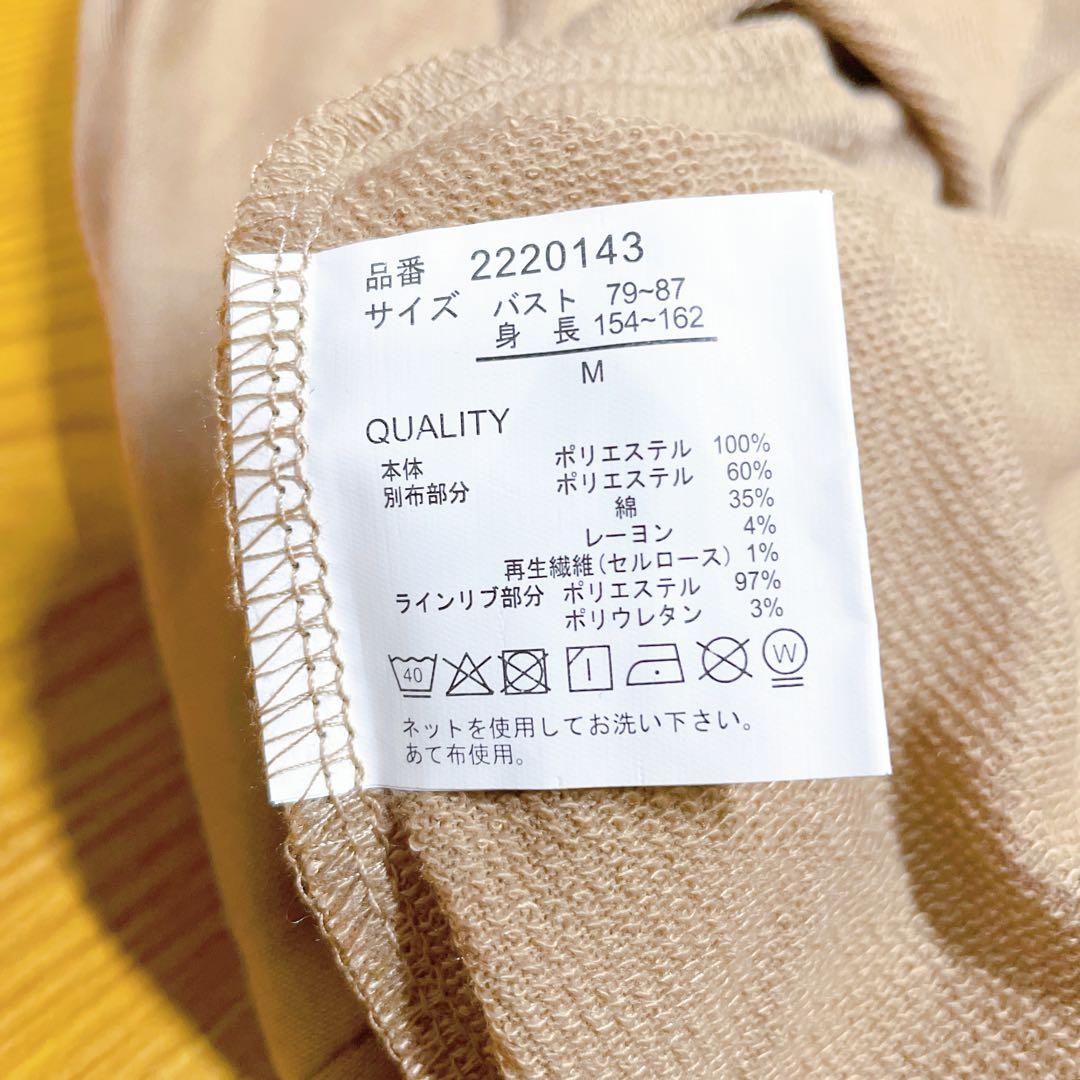 品番 2220143
サイズ バスト 79~87
身 長 154~162
M
QUALITY
本体 ポリエステル 100%
別布部分 ポリエステル 60%
綿 35%
レーヨン 4%
再生繊維(セルロース) 1%
ラインリブ部分 ポリエステル 97%
ポリウレタン 3%
40 W
ネットを使用してお洗い下さい。
あて布使用。